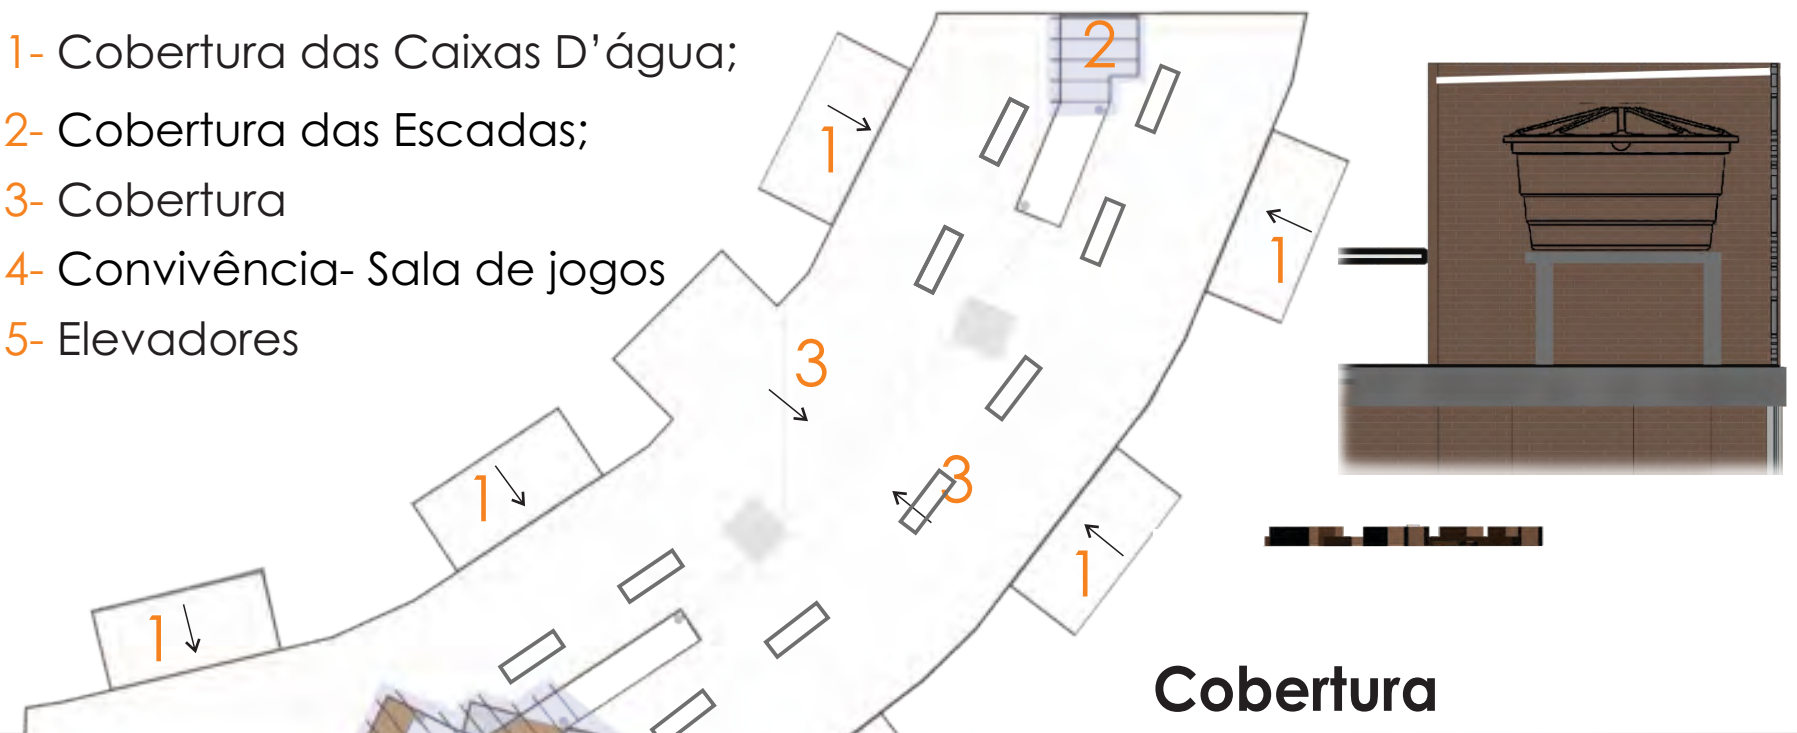 1- Cobertura das Caixas D’água;
2- Cobertura das Escadas;
3- Cobertura
4- Convivência- Sala de jogos
5- Elevadores
2
1
1
3
3
1
1
1
Cobertura